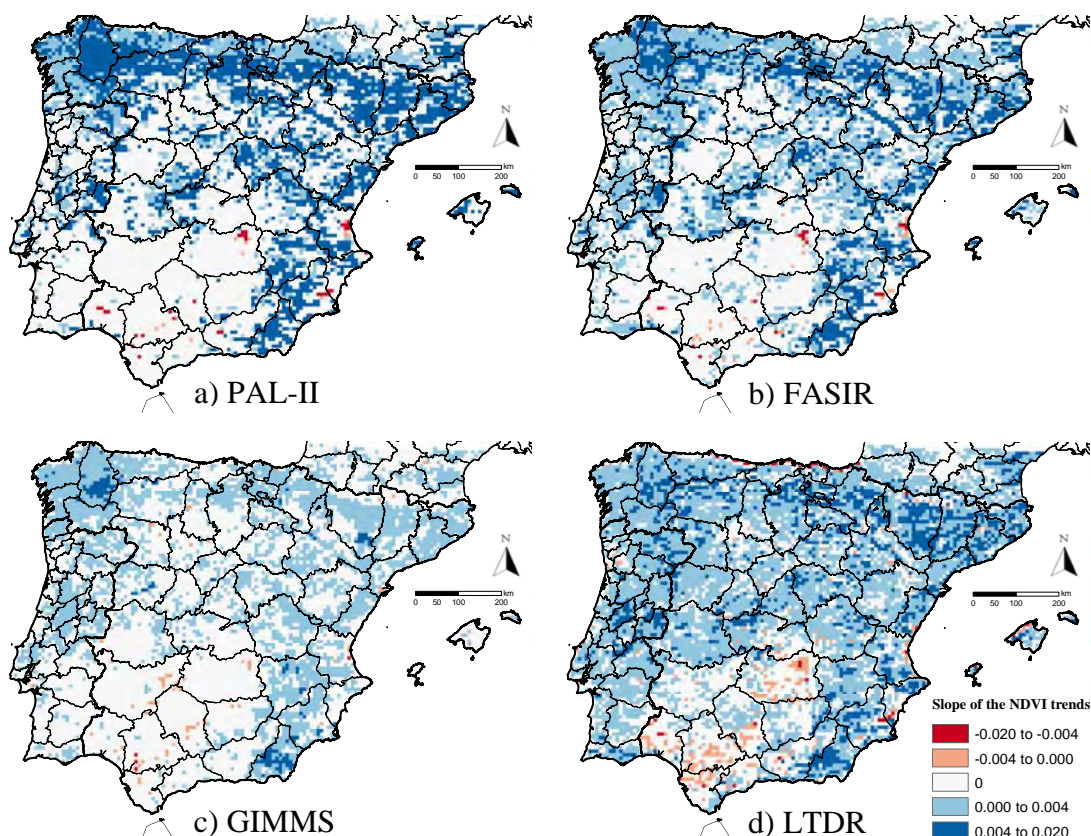 N
0 50 100 200
km
a) PAL-II
N
0 50 100 200
km
b) FASIR
N
0 50 100 200
km
c) GIMMS
N
0 50 100 200
km
d) LTDR
Slope of the NDVI trends
-0.020 to -0.004
-0.004 to 0.000
0
0.000 to 0.004
0.004 to 0.020